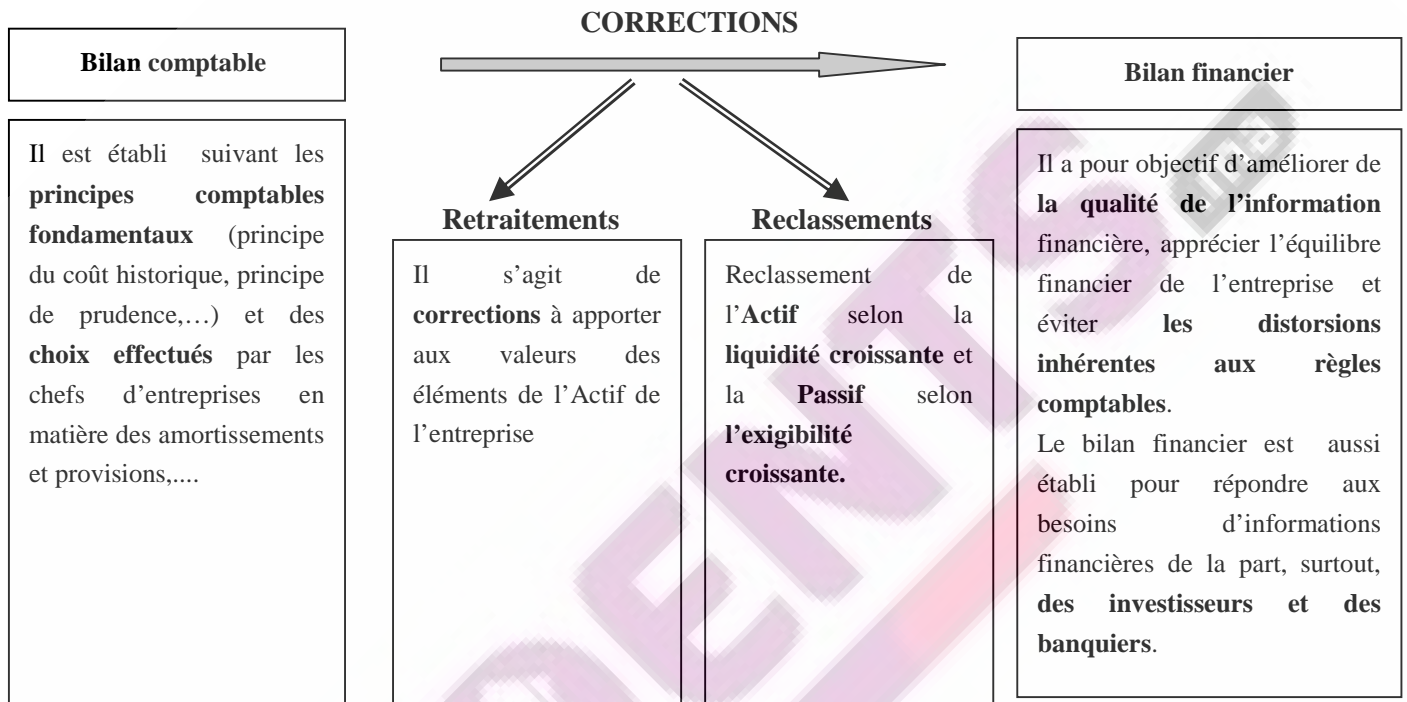 CORRECTIONS
Bilan comptable
Il est établi suivant les
principes comptables
fondamentaux (principe
du coût historique, principe
de prudence,…) et des
choix effectués par les
chefs d’entreprises en
matière des amortissements
et provisions,....
Retraitements
Il s’agit de
corrections à apporter
aux valeurs des
éléments de l’Actif de
l’entreprise
Reclassements
Reclassement de
l’Actif selon la
liquidité croissante et
la Passif selon
l’exigibilité
croissante.
Bilan financier
Il a pour objectif d’améliorer de
la qualité de l’information
financière, apprécier l’équilibre
financier de l’entreprise et
éviter les distorsions
inhérentes aux règles
comptables.
Le bilan financier est aussi
établi pour répondre aux
besoins d’informations
financières de la part, surtout,
des investisseurs et des
banquiers.